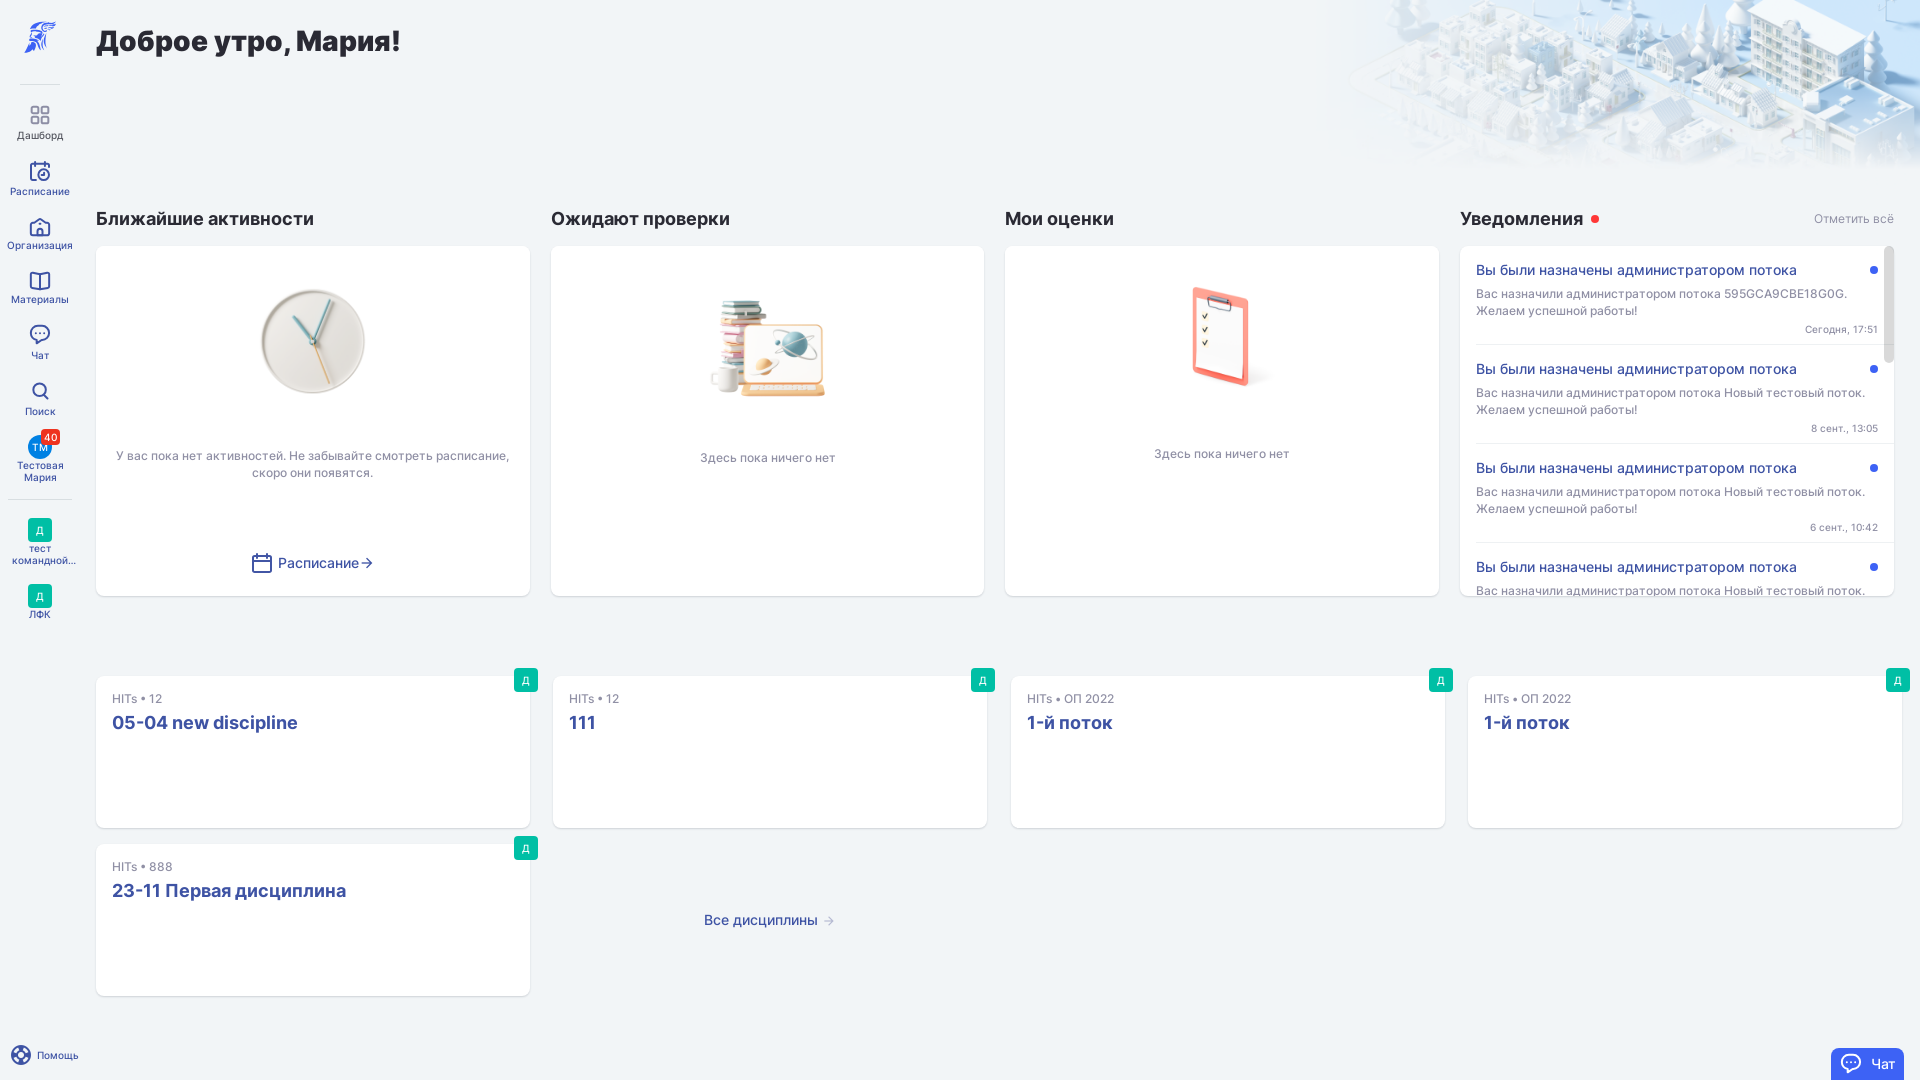 Доброе утро, Мария!
Дашборд
Расписание
Организация
Материалы
Чат
Поиск
ТМ
40
Тестовая
Мария
Д
тест
командной...
Д
ЛФК
Помощь
Ближайшие активности
У вас пока нет активностей. Не забывайте смотреть расписание,
скоро они появятся.
Расписание
Ожидают проверки
Здесь пока ничего нет
Мои оценки
Здесь пока ничего нет
Уведомления
Отметить всё
Вы были назначены администратором потока
Вас назначили администратором потока 595GCA9CBE18G0G.
Желаем успешной работы!
Сегодня, 17:51
Вы были назначены администратором потока
Вас назначили администратором потока Новый тестовый поток.
Желаем успешной работы!
8 сент., 13:05
Вы были назначены администратором потока
Вас назначили администратором потока Новый тестовый поток.
Желаем успешной работы!
6 сент., 10:42
Вы были назначены администратором потока
Вас назначили администратором потока Новый тестовый поток.
Д
HITs • 12
05-04 new discipline
Д
HITs • 12
111
Д
HITs • ОП 2022
1-й поток
Д
HITs • ОП 2022
1-й поток
Д
HITs • 888
23-11 Первая дисциплина
Все дисциплины
Чат